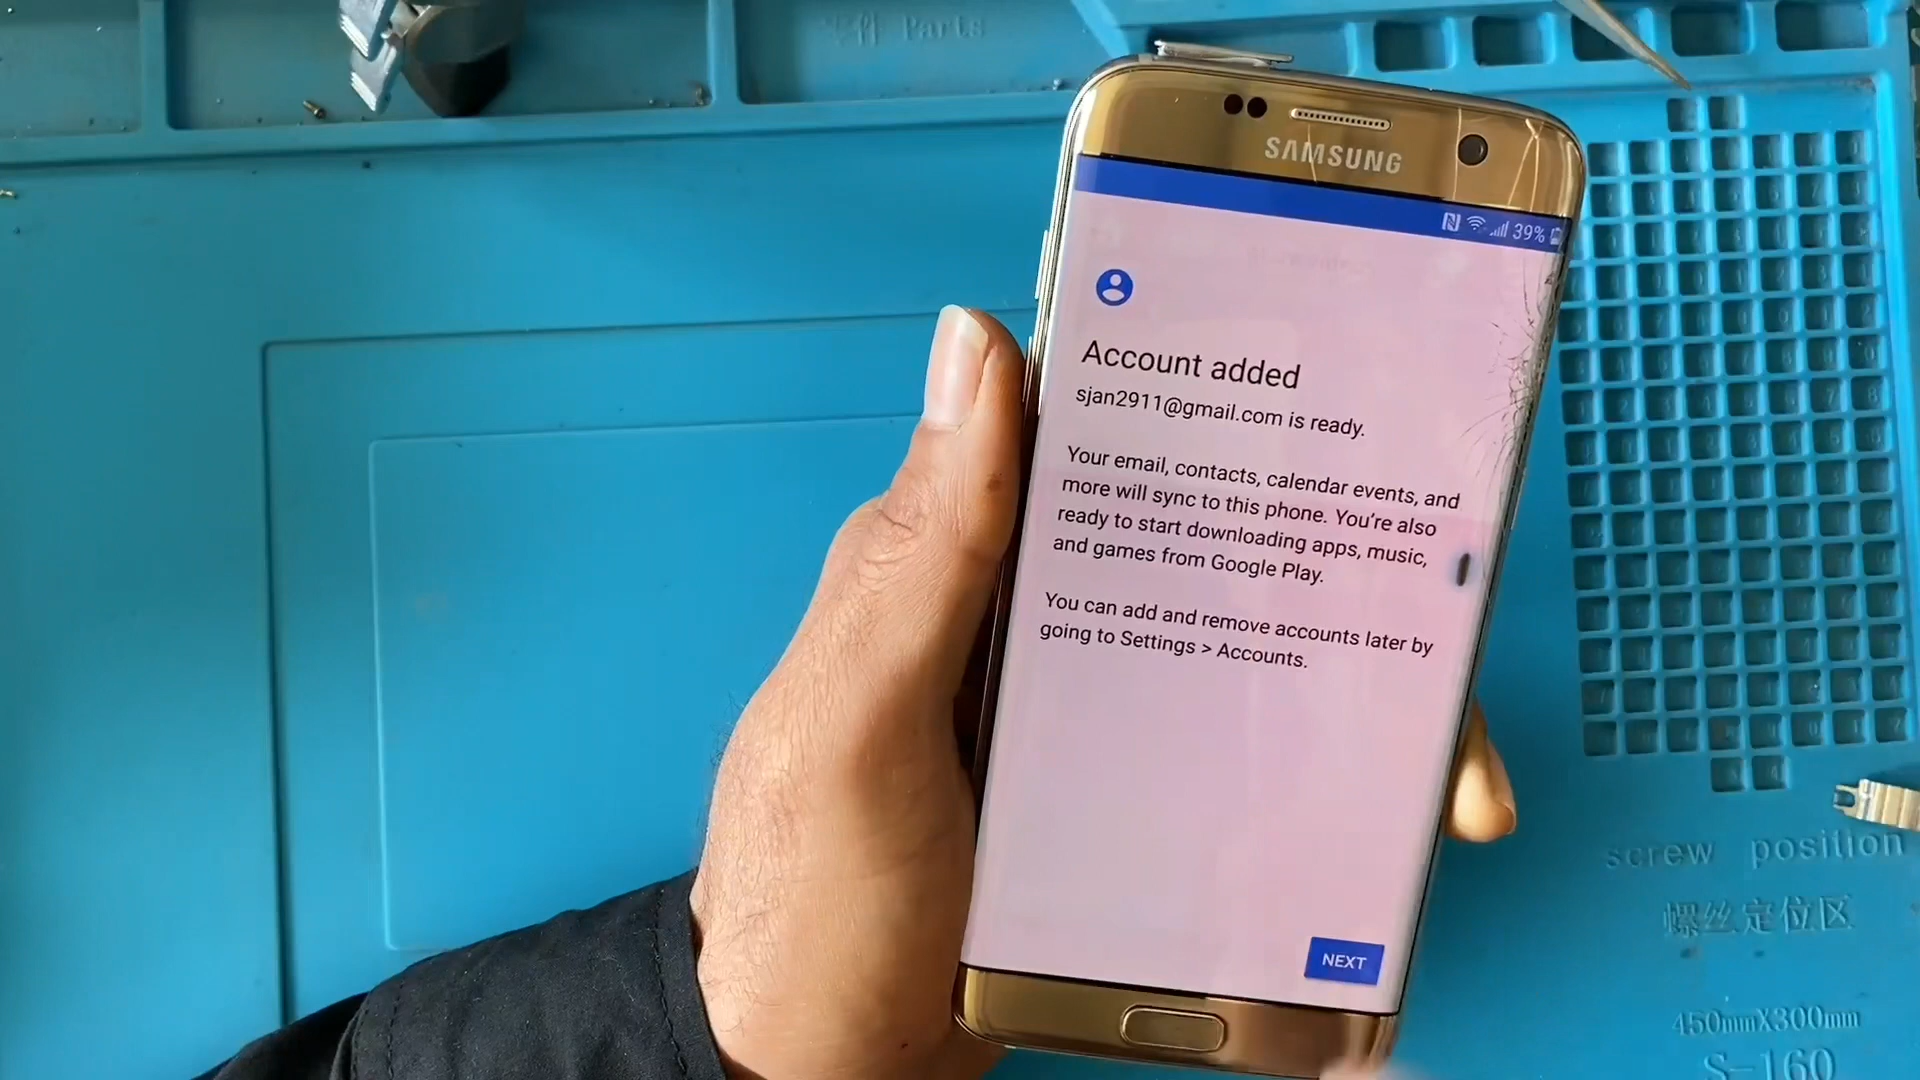 零件 Parts
SAMSUNG
39%
Account added
sjan2911@gmail.com is ready.
Your email, contacts, calendar events, and
more will sync to this phone. You're also
ready to start downloading apps, music,
and games from Google Play.
You can add and remove accounts later by
going to Settings > Accounts.
NEXT
screw position
螺丝定位区
450mmX300mm
S-160